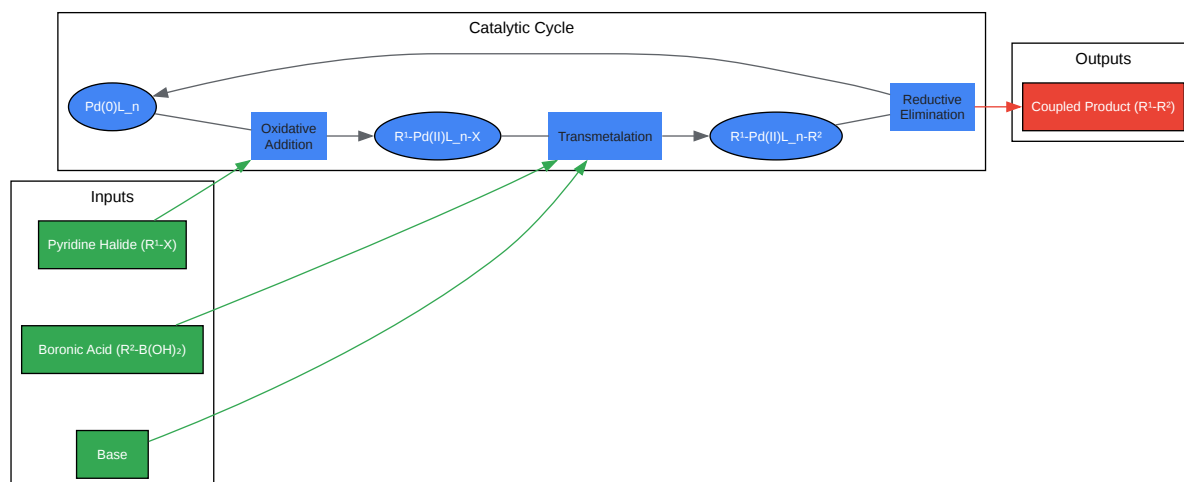 Catalytic Cycle
Outputs
Pd(0)L_n
Oxidative
Addition
R¹-Pd(II)L_n-X
Transmetalation
R¹-Pd(II)L_n-R²
Reductive
Elimination
Coupled Product (R¹-R²)
Inputs
Pyridine Halide (R¹-X)
Boronic Acid (R²-B(OH)₂)
Base